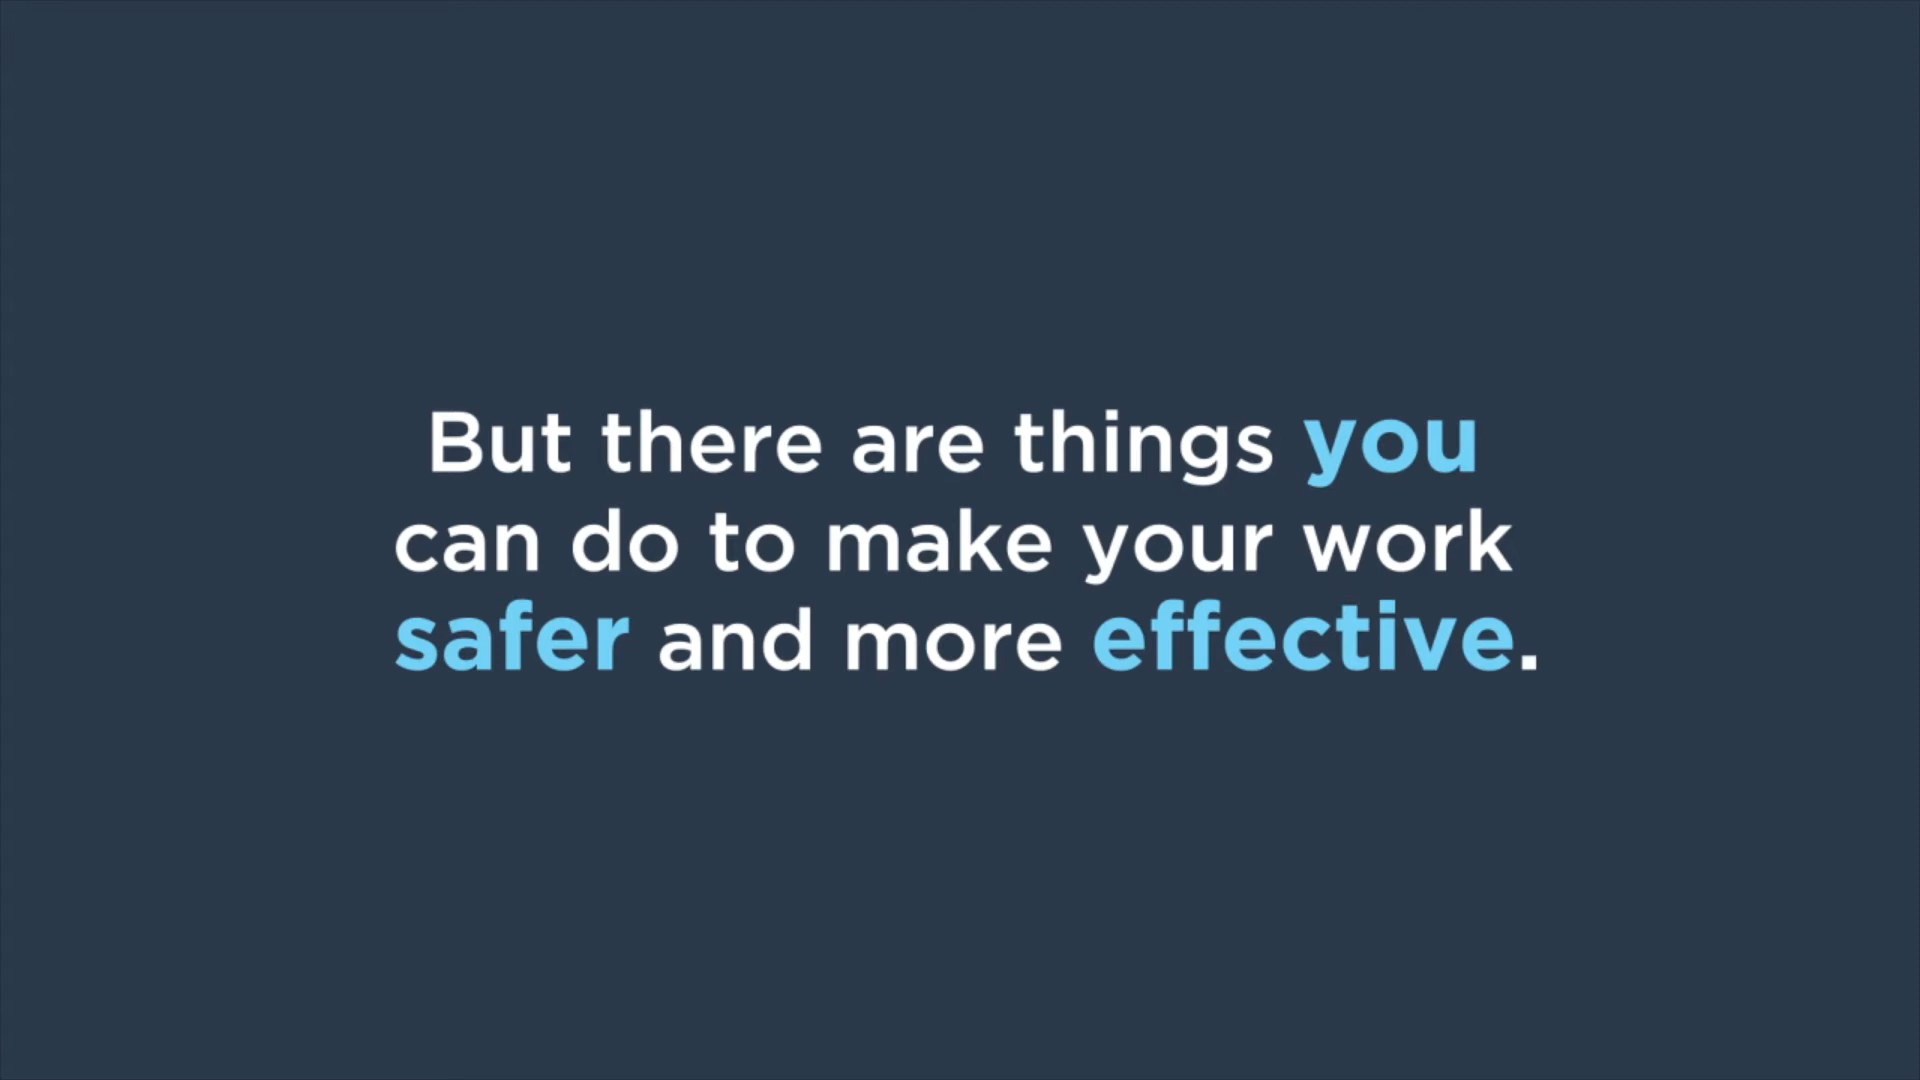 But there are things you
can do to make your work
safer and more effective.